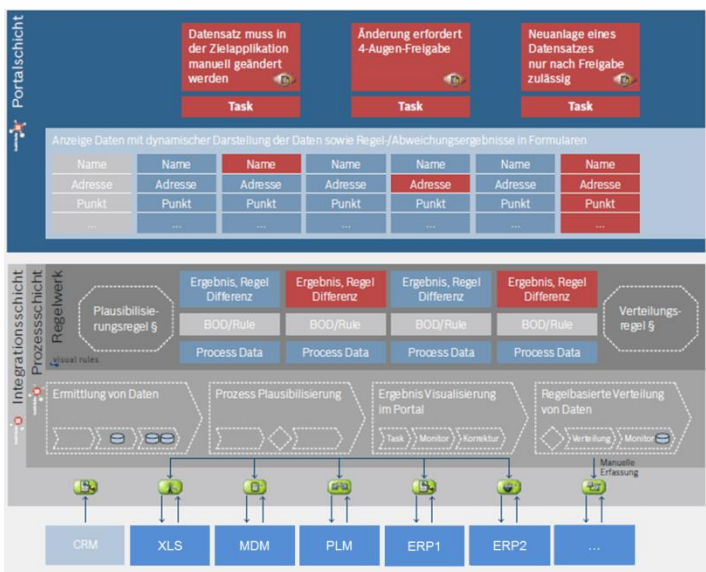 Portalschicht
Datensatz muss in
der Zielapplikation
manuell geändert
werden
Task
Änderung erfordert
4-Augen-Freigabe
Task
Neuanlage eines
Datensatzes
nur nach Freigabe
zulässig
Task
Anzeige Daten mit dynamischer Darstellung der Daten sowie Regel-/Abweichungsergebnisse in Formularen
Name Name Name Name Name Name Name
Adresse Adresse Adresse Adresse Adresse Adresse Adresse
Punkt Punkt Punkt Punkt Punkt Punkt Punkt
... ... ... ... ... ... ...
Integrationsschicht
Prozessschicht
Regelwerk
visual rules
Plausibilisie-
rungsregel §
Ergebnis, Regel
Differenz
BOD/Rule
Process Data
Ergebnis, Regel
Differenz
BOD/Rule
Process Data
Ergebnis, Regel
Differenz
BOD/Rule
Process Data
Ergebnis, Regel
Differenz
BOD/Rule
Process Data
Verteilungs-
regel §
Ermittlung von Daten
Prozess Plausibilisierung
Ergebnis Visualisierung
im Portal
Task Monitor Korrektur
Regelbasierte Verteilung
von Daten
Verteilung Monitor
Manuelle
Erfassung
CRM XLS MDM PLM ERP1 ERP2 ...